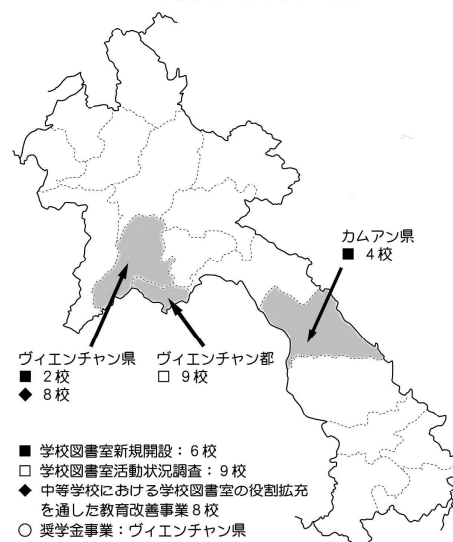 カムアン県
■ 4校
ヴィエンチャン県
■ 2校
◆ 8校
ヴィエンチャン都
□ 9校
■ 学校図書室新規開設：6校
□ 学校図書室活動状況調査：9校
◆ 中等学校における学校図書室の役割拡充
を通した教育改善事業8校
○ 奨学金事業：ヴィエンチャン県